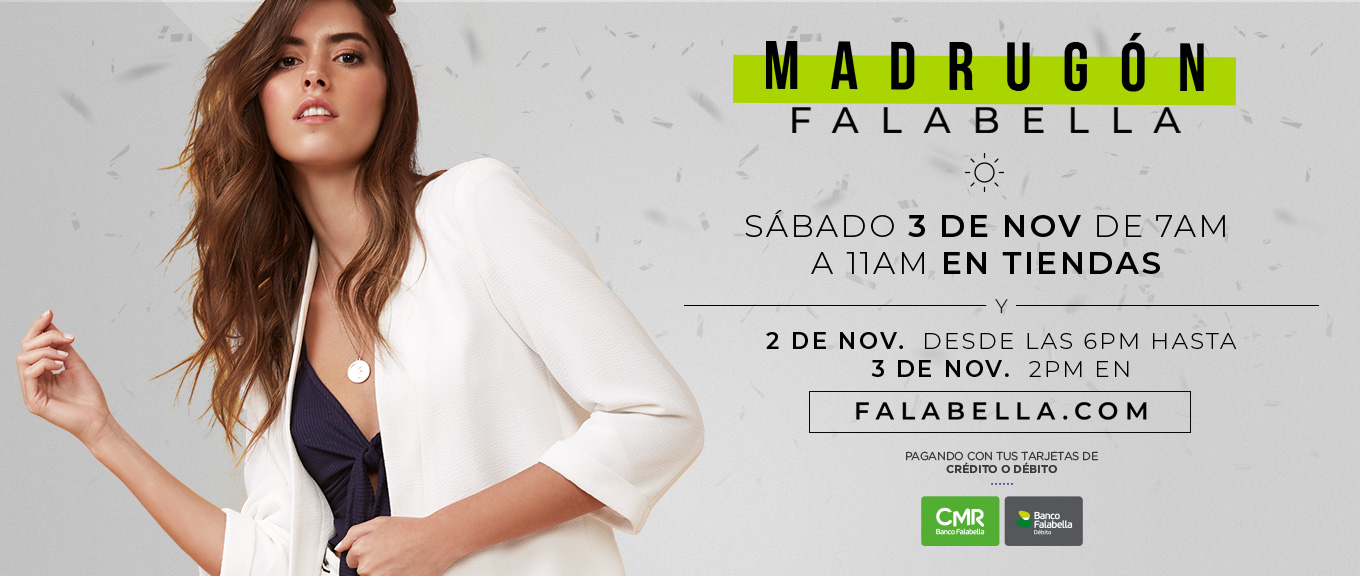 MADRUGÓN
FALABELLA
SÁBADO 3 DE NOV DE 7AM
A 11AM EN TIENDAS
Y
2 DE NOV. DESDE LAS 6PM HASTA
3 DE NOV. 2PM EN
FALABELLA.COM
PAGANDO CON TUS TARJETAS DE
CRÉDITO O DÉBITO
CMR
Banco Falabella
Banco
Falabella
Débito